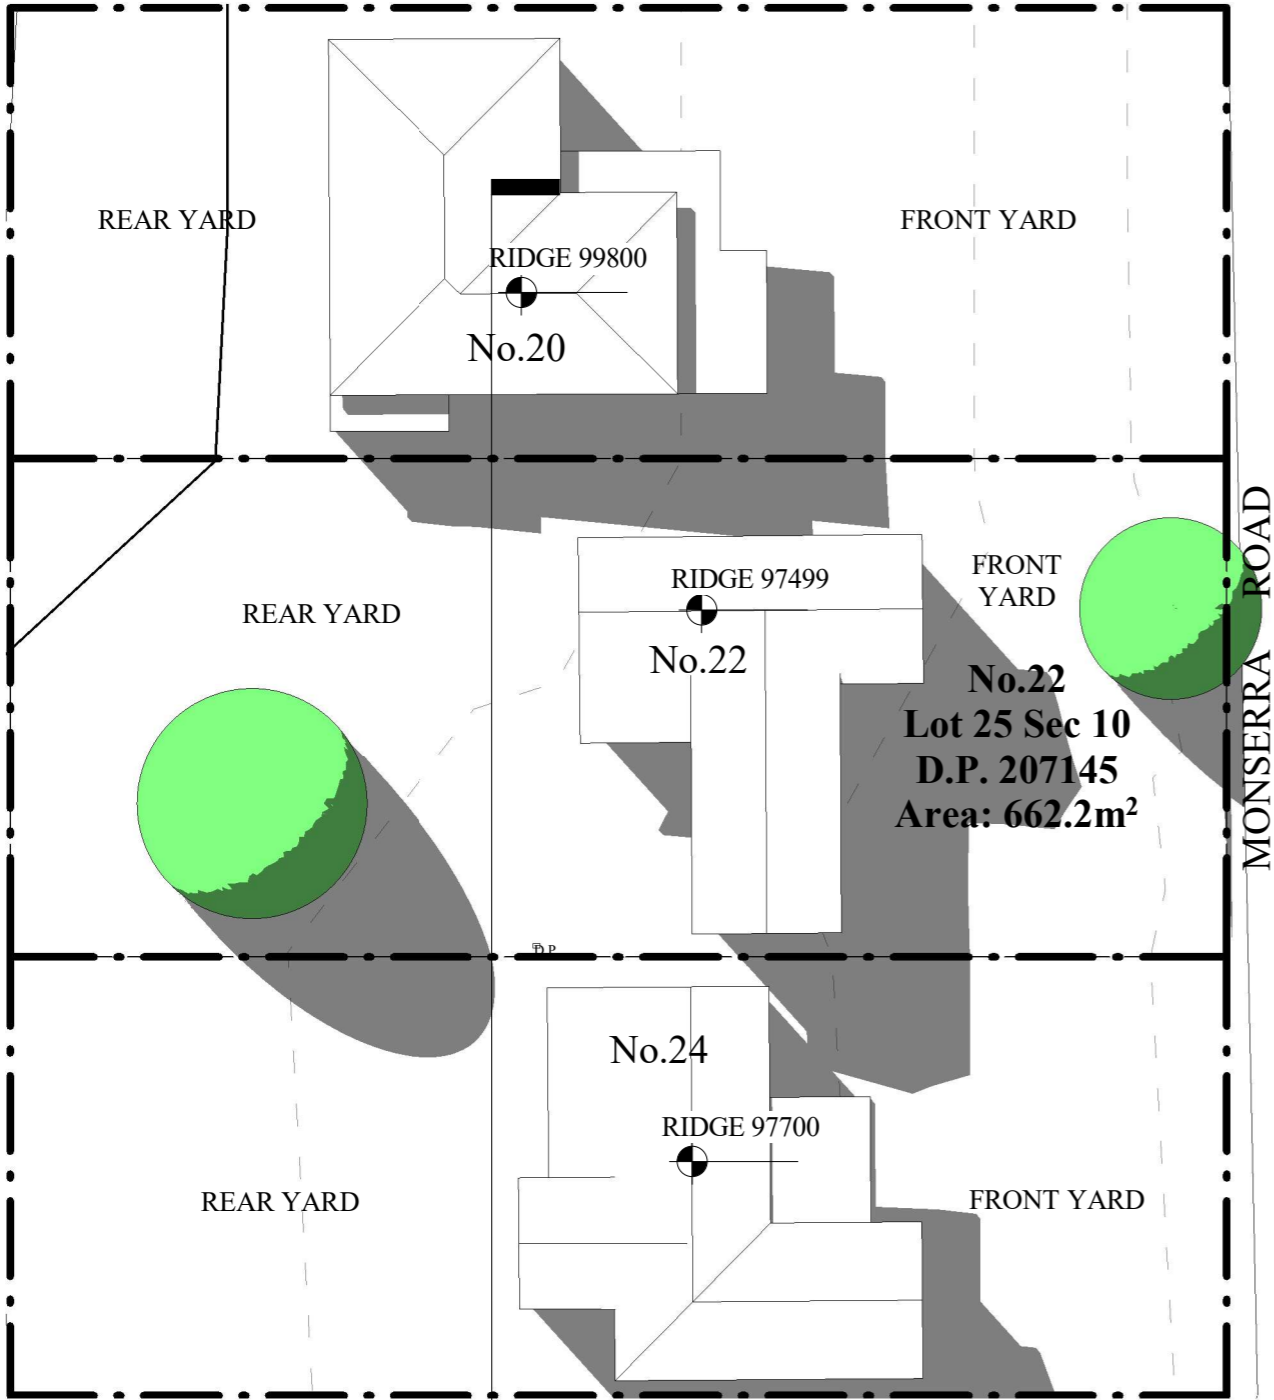 REAR YARD
FRONT YARD
RIDGE 99800
No.20
RIDGE 97499
FRONT
YARD
REAR YARD
No.22
No.22
Lot 25 Sec 10
D.P. 207145
Area: 662.2m²
MONSERRA ROAD
D.P
No.24
RIDGE 97700
REAR YARD
FRONT YARD